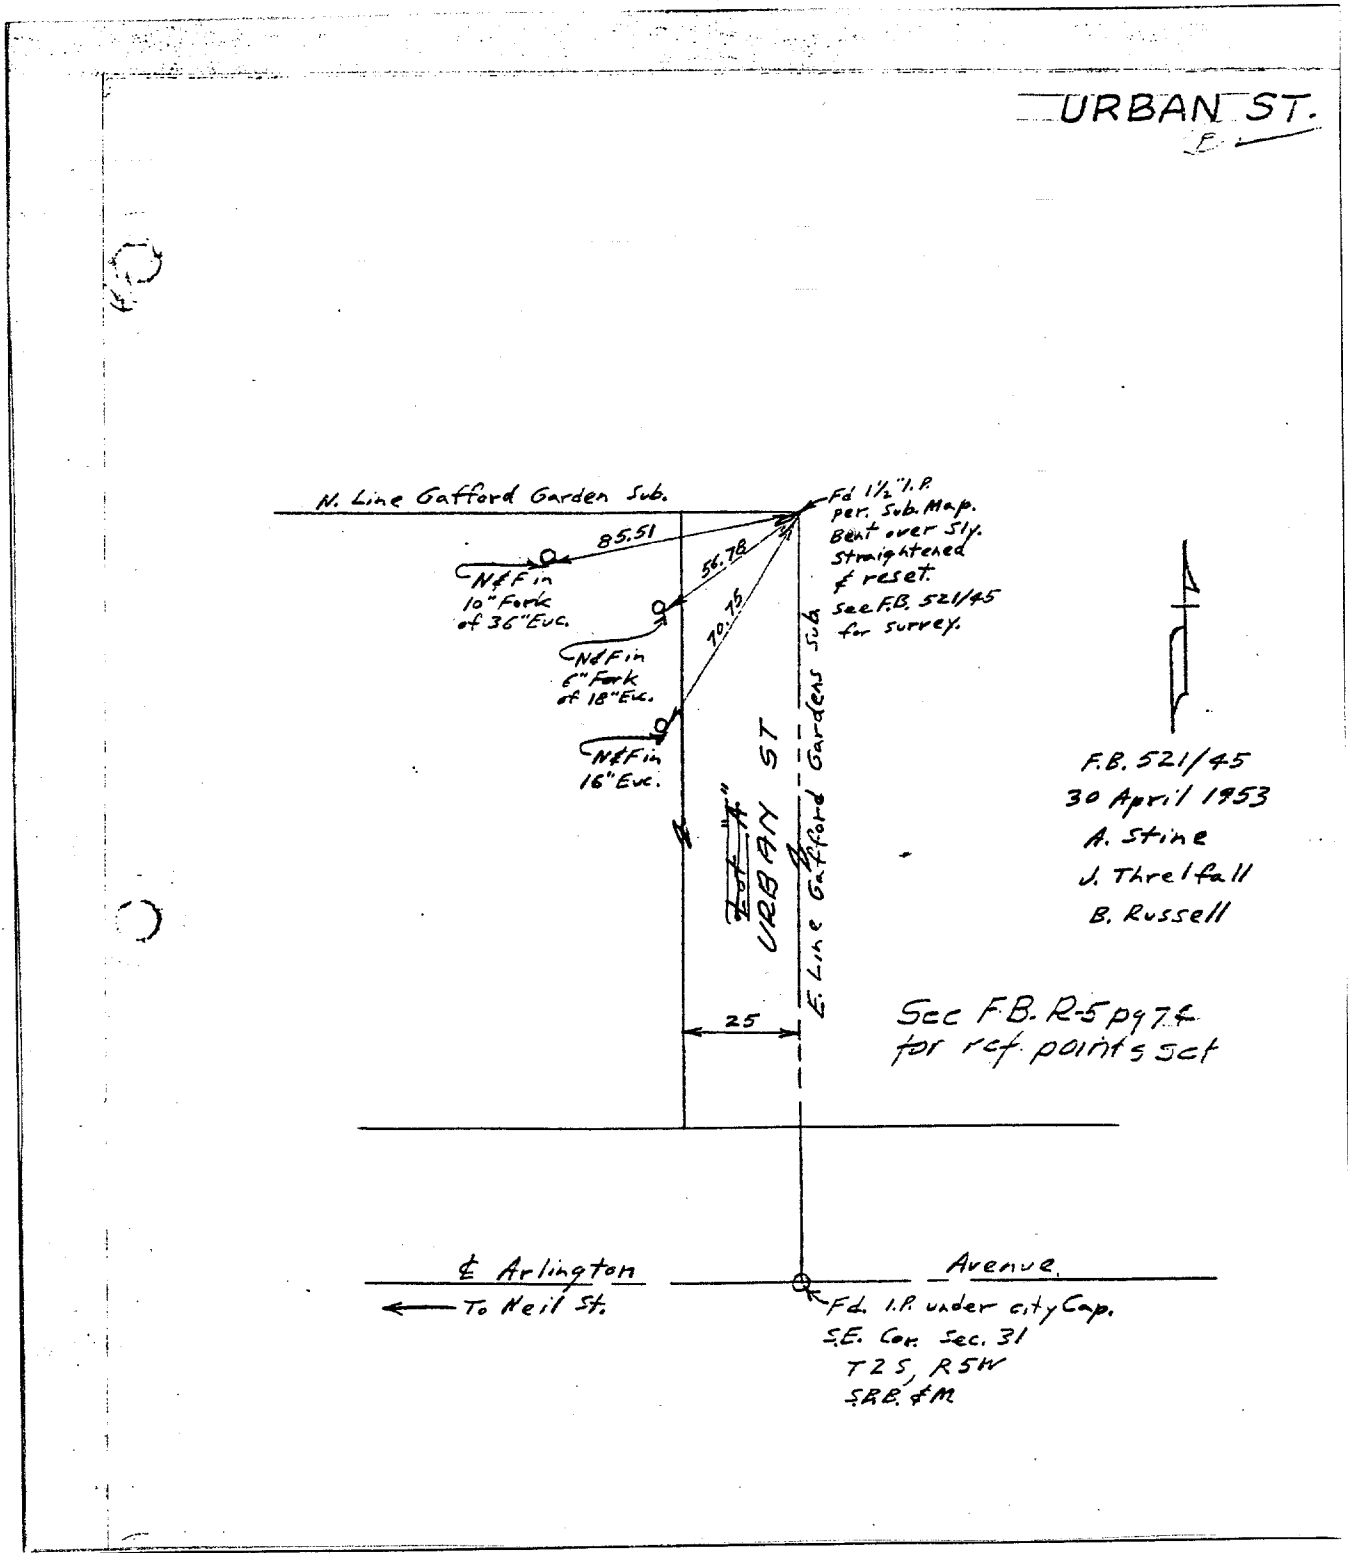 URBAN ST.
N. Line Gafford Garden Sub.
Fd 1½" I.P.
per. Sub. Map.
Bent over Sly.
Straightened
& reset.
See F.B. 521/45
for survey.
85.51
56.78
70.75
N&F in
10" Fork
of 36" Euc.
N&F in
6" Fork
of 18" Euc.
N&F in
16" Euc.
Lot "A"
URBAN ST
E. Line Gafford Gardens Sub.
25
F.B. 521/45
30 April 1953
A. Stine
J. Threlfall
B. Russell
See F.B. R-5 pg 74
for ref. points set
℄ Arlington Avenue.
To Neil St.
Fd. I.P. under city Cap.
S.E. Cor. Sec. 31
T2S, R5W
S.B.B. & M